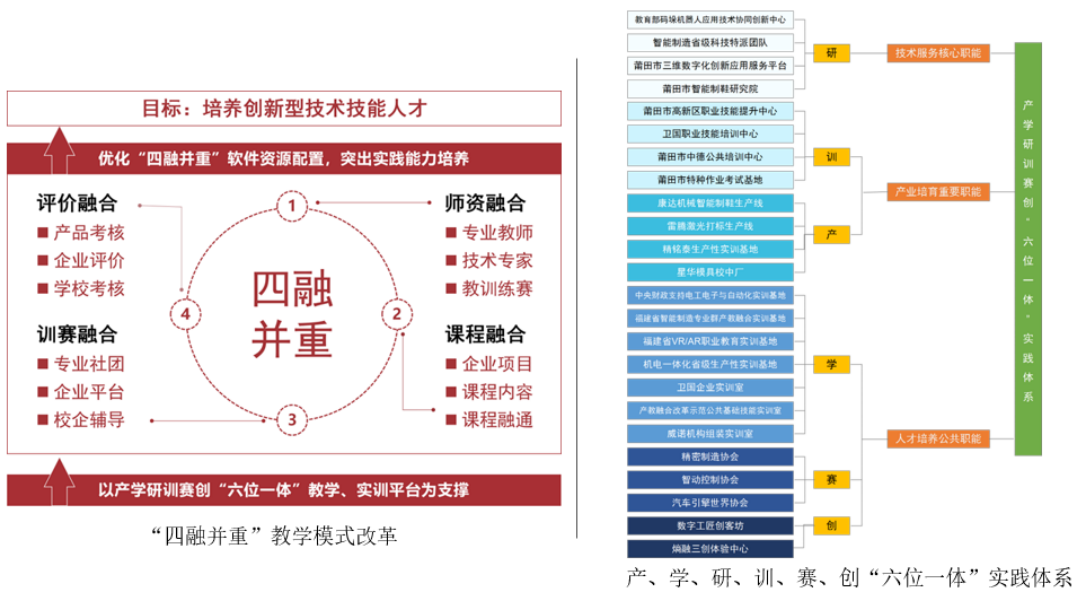 目标：培养创新型技术技能人才
优化“四融并重”软件资源配置，突出实践能力培养
评价融合
■ 产品考核
■ 企业评价
■ 学校考核
训赛融合
■ 专业社团
■ 企业平台
■ 校企辅导
1
2
3
4
四融
并重
师资融合
■ 专业教师
■ 技术专家
■ 教训练赛
课程融合
■ 企业项目
■ 课程内容
■ 课程融通
以产学研训赛创“六位一体”教学、实训平台为支撑
“四融并重”教学模式改革
教育部码垛机器人应用技术协同创新中心
智能制造省级科技特派团队
莆田市三维数字化创新应用服务平台
莆田市智能制鞋研究院
莆田市高新区职业技能提升中心
卫国职业技能培训中心
莆田市中德公共培训中心
莆田市特种作业考试基地
康达机械智能制鞋生产线
雷腾激光打标生产线
精铭泰生产性实训基地
星华模具校中厂
中央财政支持电工电子与自动化实训基地
福建省智能制造专业群产教融合实训基地
福建省VR/AR职业教育实训基地
机电一体化省级生产性实训基地
卫国企业实训室
产教融合改革示范公共基础技能实训室
威诺机构组装实训室
精密制造协会
智动控制协会
汽车引擎世界协会
数字工匠创客坊
熵融三创体验中心
研
训
产
学
赛
创
技术服务核心职能
产业培育重要职能
人才培养公共职能
产学研训赛创“六位一体”实践体系
产、学、研、训、赛、创“六位一体”实践体系